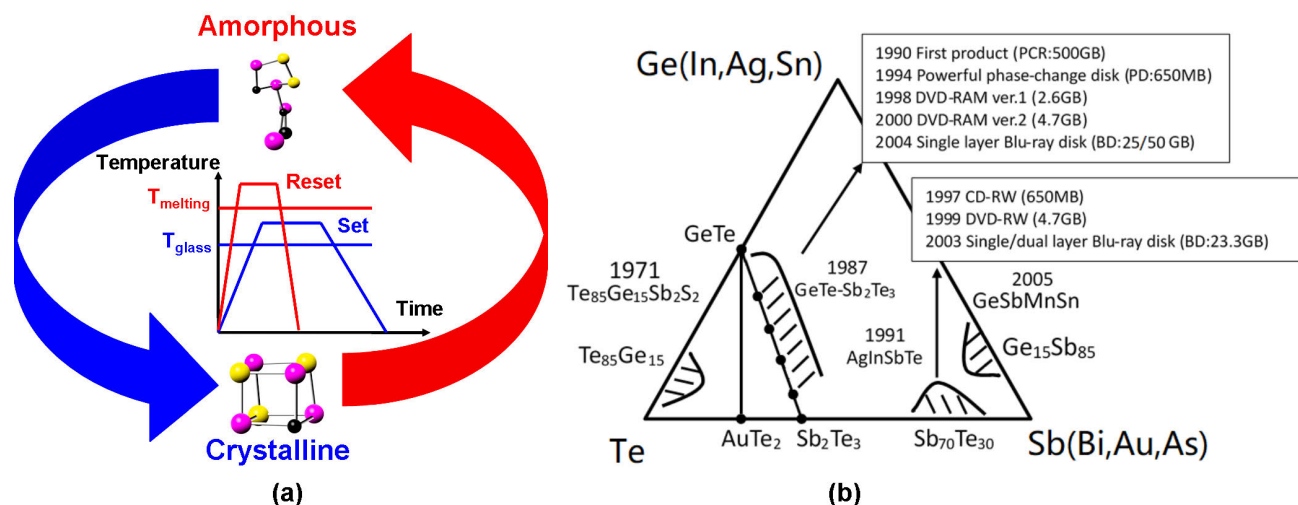 Amorphous
Temperature
Reset
T_melting
Set
T_glass
Time
Crystalline
(a)
Ge(In,Ag,Sn)
1990 First product (PCR:500GB)
1994 Powerful phase-change disk (PD:650MB)
1998 DVD-RAM ver.1 (2.6GB)
2000 DVD-RAM ver.2 (4.7GB)
2004 Single layer Blu-ray disk (BD:25/50 GB)
1997 CD-RW (650MB)
1999 DVD-RW (4.7GB)
2003 Single/dual layer Blu-ray disk (BD:23.3GB)
GeTe
1971
Te₈₅Ge₁₅Sb₂S₂
1987
GeTe-Sb₂Te₃
2005
GeSbMnSn
1991
AgInSbTe
Te₈₅Ge₁₅
Ge₁₅Sb₈₅
Te
AuTe₂
Sb₂Te₃
Sb₇₀Te₃₀
Sb(Bi,Au,As)
(b)